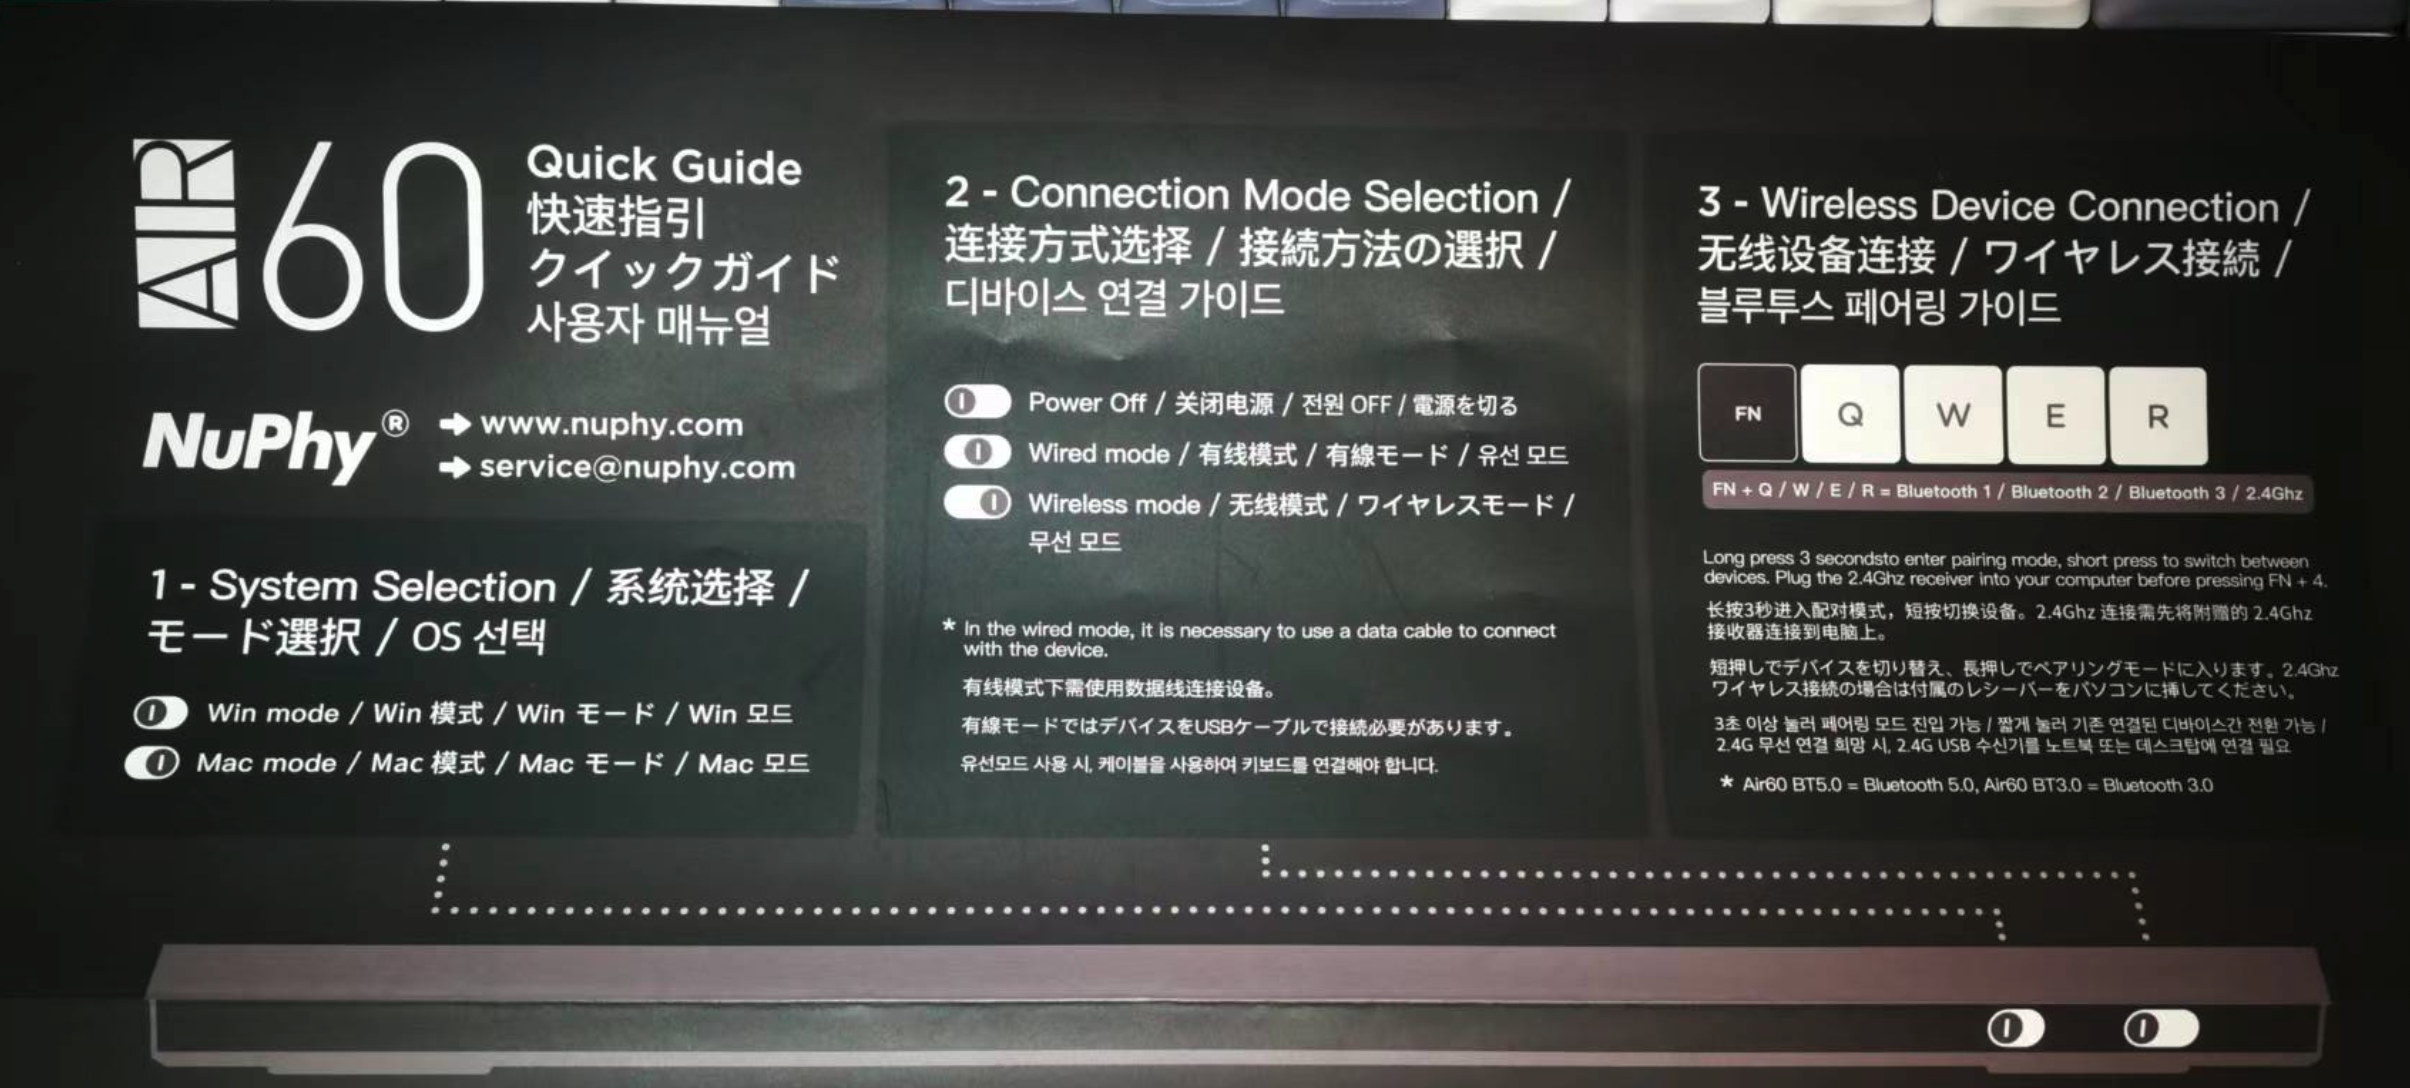 AIR 60
Quick Guide
快速指引
クイックガイド
사용자 매뉴얼
NuPhy®
➔ www.nuphy.com
➔ service@nuphy.com
1 - System Selection / 系统选择 /
モード選択 / OS 선택
Win mode / Win 模式 / Win モード / Win 모드
Mac mode / Mac 模式 / Mac モード / Mac 모드
2 - Connection Mode Selection /
连接方式选择 / 接続方法の選択 /
디바이스 연결 가이드
Power Off / 关闭电源 / 전원 OFF / 電源を切る
Wired mode / 有线模式 / 有線モード / 유선 모드
Wireless mode / 无线模式 / ワイヤレスモード /
무선 모드
* In the wired mode, it is necessary to use a data cable to connect
with the device.
有线模式下需使用数据线连接设备。
有線モードではデバイスをUSBケーブルで接続必要があります。
유선모드 사용 시, 케이블을 사용하여 키보드를 연결해야 합니다.
3 - Wireless Device Connection /
无线设备连接 / ワイヤレス接続 /
블루투스 페어링 가이드
FN Q W E R
FN + Q / W / E / R = Bluetooth 1 / Bluetooth 2 / Bluetooth 3 / 2.4Ghz
Long press 3 secondsto enter pairing mode, short press to switch between
devices. Plug the 2.4Ghz receiver into your computer before pressing FN + 4.
长按3秒进入配对模式，短按切换设备。2.4Ghz 连接需先将附赠的 2.4Ghz
接收器连接到电脑上。
短押しでデバイスを切り替え、長押しでペアリングモードに入ります。2.4Ghz
ワイヤレス接続の場合は付属のレシーバーをパソコンに挿してください。
3초 이상 눌러 페어링 모드 진입 가능 / 짧게 눌러 기존 연결된 디바이스간 전환 가능 /
2.4G 무선 연결 희망 시, 2.4G USB 수신기를 노트북 또는 데스크탑에 연결 필요
* Air60 BT5.0 = Bluetooth 5.0, Air60 BT3.0 = Bluetooth 3.0